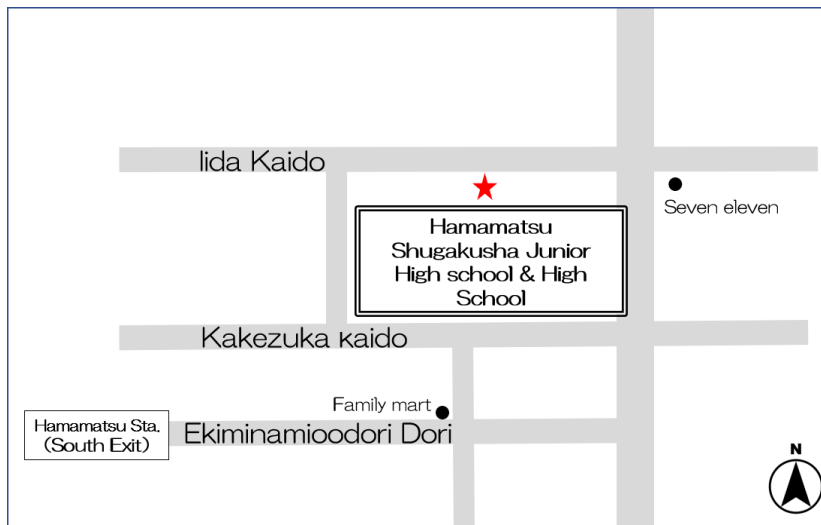 Iida Kaido
Seven eleven
Hamamatsu
Shugakusha Junior
High school & High
School
Kakezuka kaido
Family mart
Hamamatsu Sta.
(South Exit)
Ekiminamioodori Dori
N